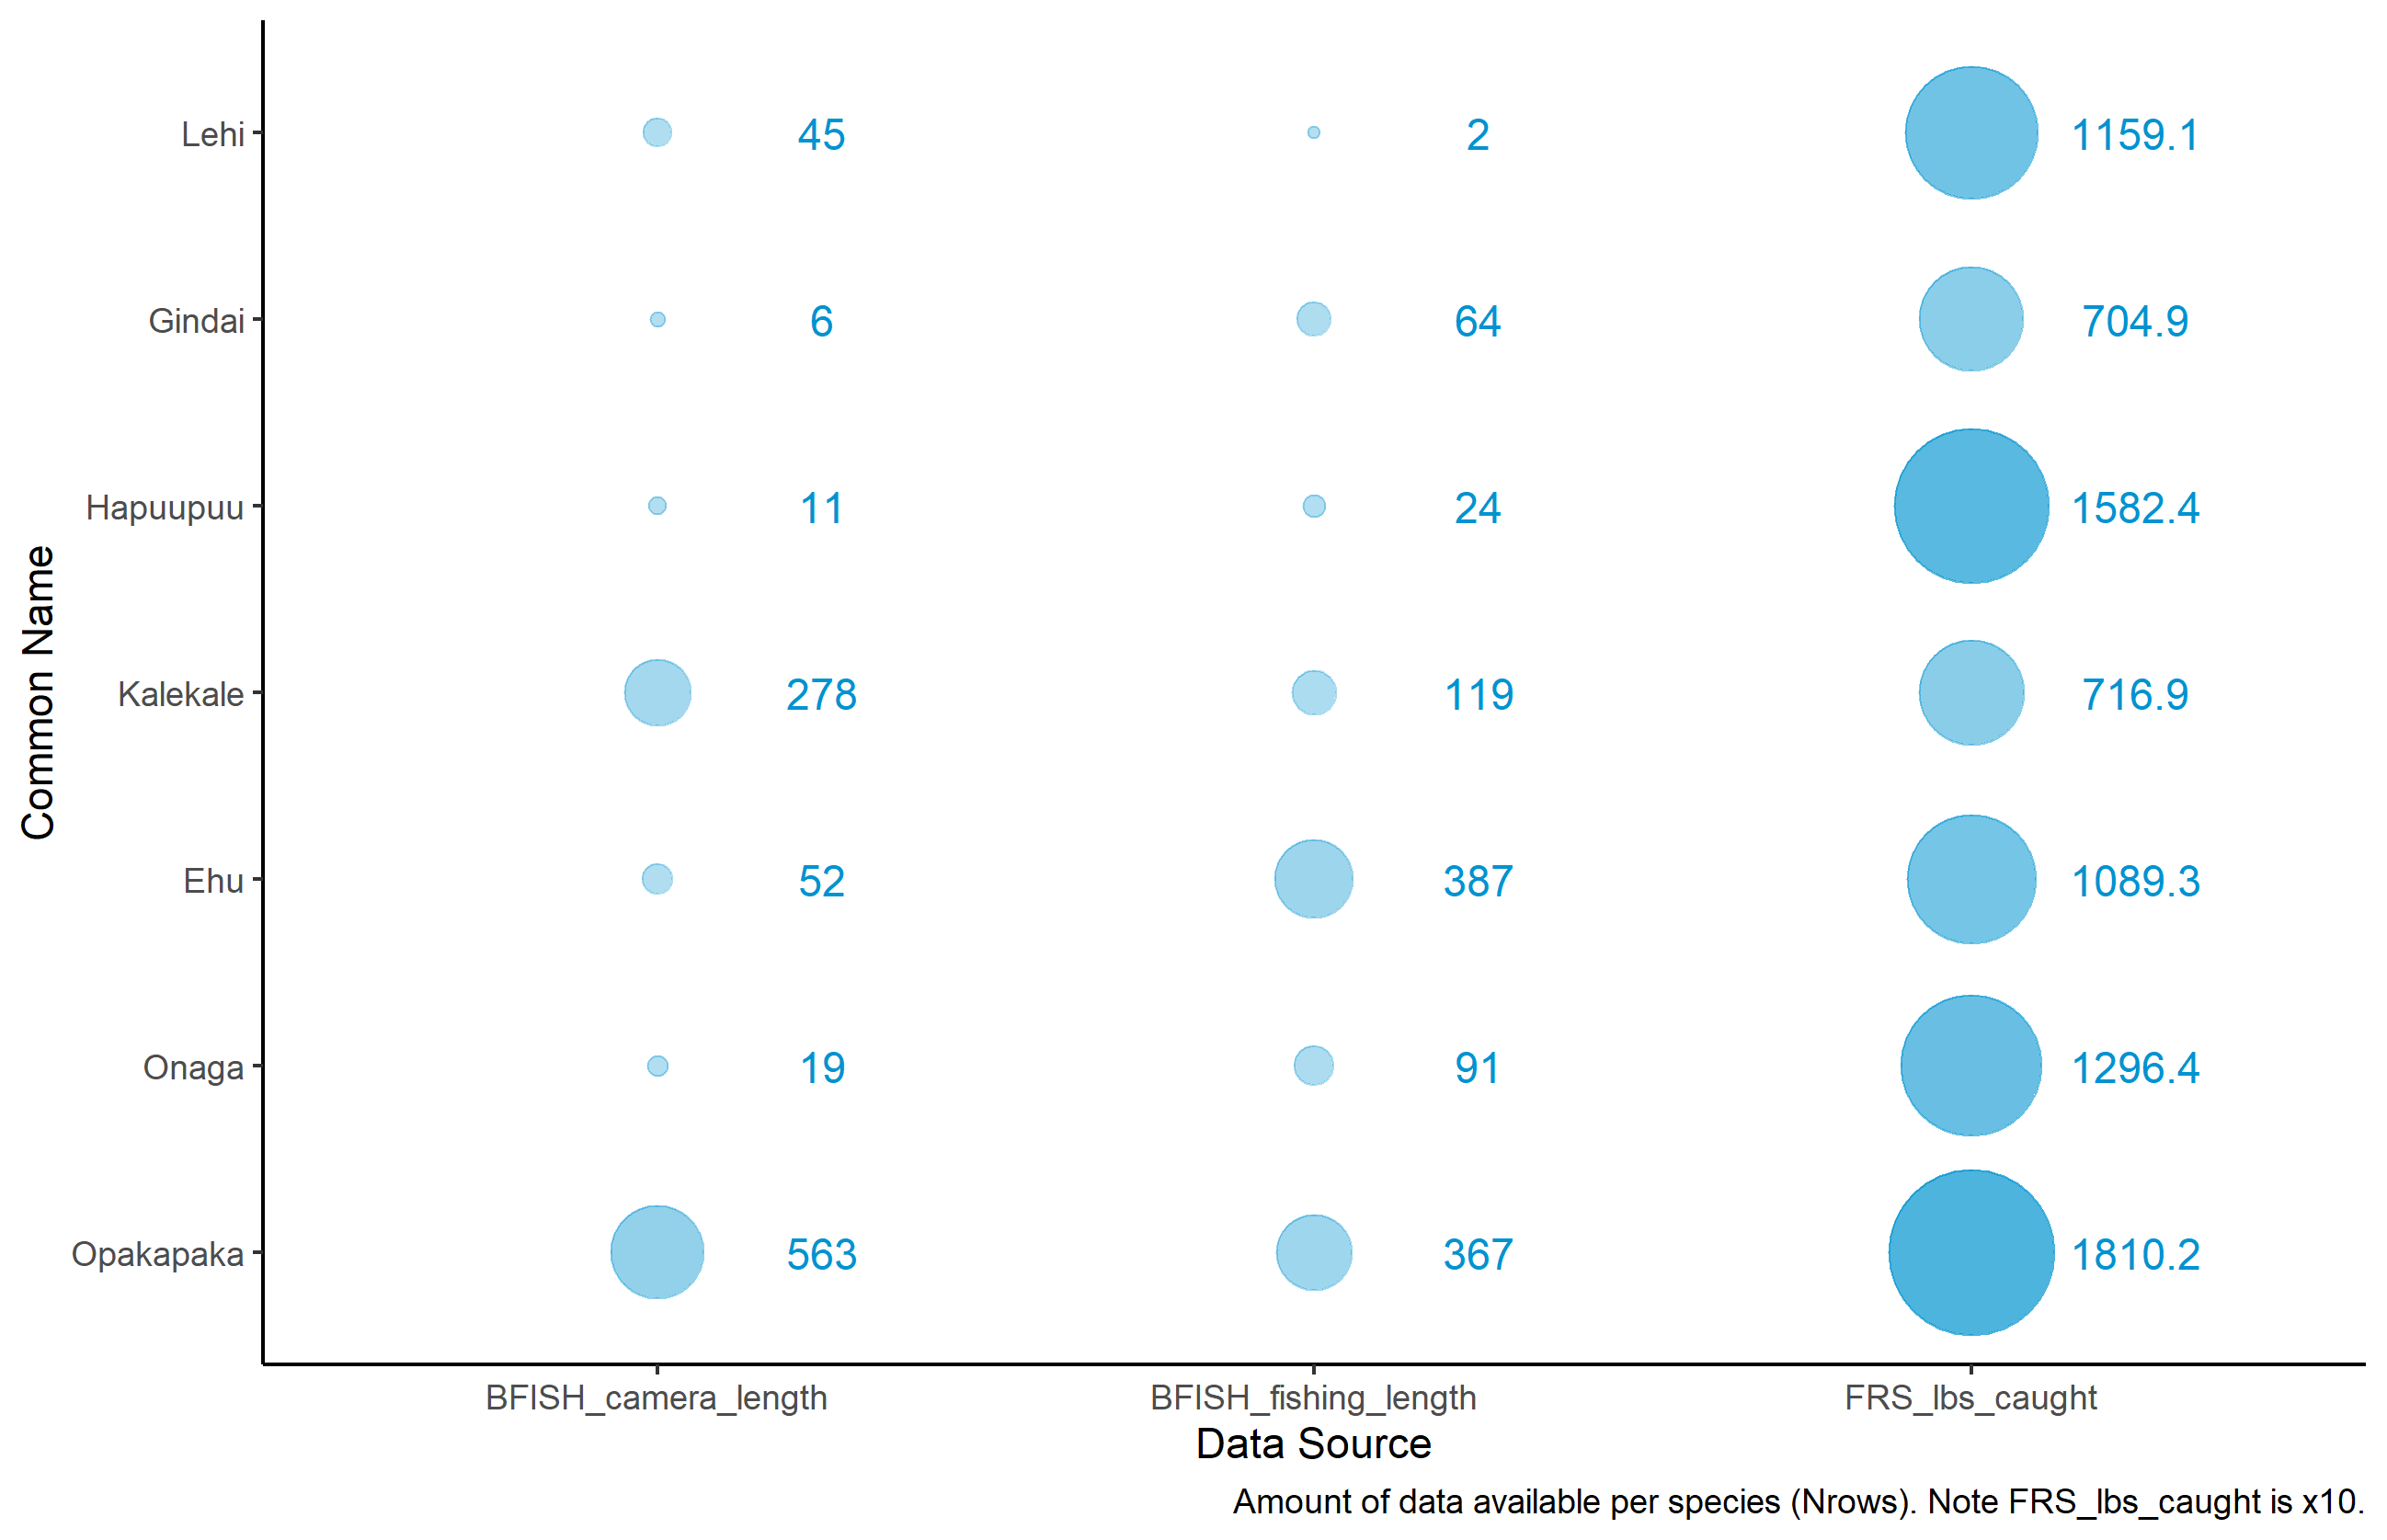 Common Name
Lehi 45 2 1159.1
Gindai 6 64 704.9
Hapuupuu 11 24 1582.4
Kalekale 278 119 716.9
Ehu 52 387 1089.3
Onaga 19 91 1296.4
Opakapaka 563 367 1810.2
BFISH_camera_length BFISH_fishing_length FRS_lbs_caught
Data Source
Amount of data available per species (Nrows). Note FRS_lbs_caught is x10.